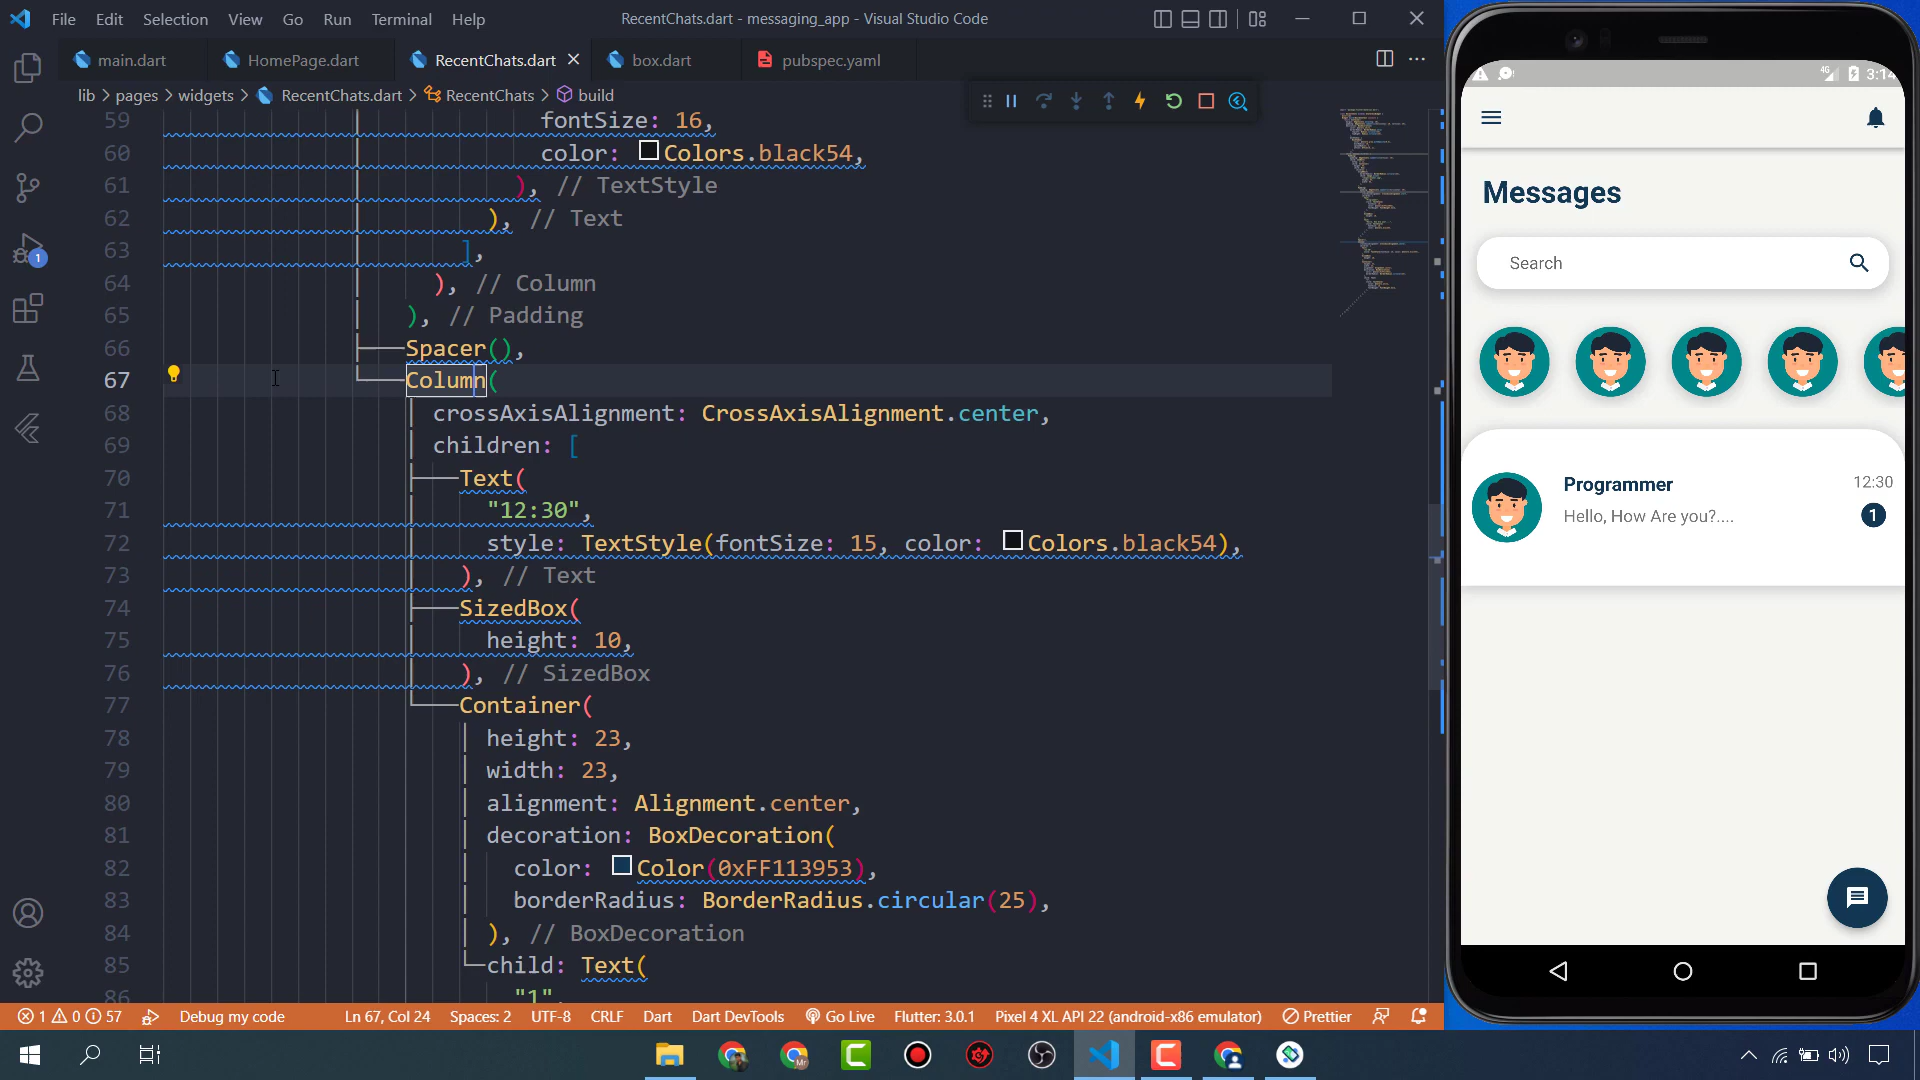 File Edit Selection View Go Run Terminal Help
RecentChats.dart - messaging_app - Visual Studio Code
main.dart HomePage.dart RecentChats.dart box.dart pubspec.yaml
lib > pages > widgets > RecentChats.dart > RecentChats > build
59 fontSize: 16,
60 color: Colors.black54,
61 ), // TextStyle
62 ), // Text
63 ],
64 ), // Column
65 ), // Padding
66 Spacer(),
67 Column(
68 crossAxisAlignment: CrossAxisAlignment.center,
69 children: [
70 Text(
71 "12:30",
72 style: TextStyle(fontSize: 15, color: Colors.black54),
73 ), // Text
74 SizedBox(
75 height: 10,
76 ), // SizedBox
77 Container(
78 height: 23,
79 width: 23,
80 alignment: Alignment.center,
81 decoration: BoxDecoration(
82 color: Color(0xFF113953),
83 borderRadius: BorderRadius.circular(25),
84 ), // BoxDecoration
85 child: Text(
86 "1",
1
1 0 57 Debug my code Ln 67, Col 24 Spaces: 2 UTF-8 CRLF Dart Dart DevTools Go Live Flutter: 3.0.1 Pixel 4 XL API 22 (android-x86 emulator) Prettier
4G 3:14
Messages
Search
Programmer 12:30
Hello, How Are you?.... 1